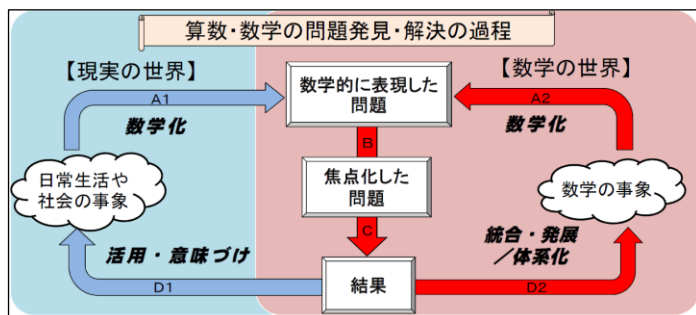 算数・数学の問題発見・解決の過程
【現実の世界】
【数学の世界】
A1
数学化
数学的に表現した
問題
A2
数学化
B
日常生活や
社会の事象
焦点化した
問題
数学の事象
C
活用・意味づけ
統合・発展
/体系化
D1
結果
D2